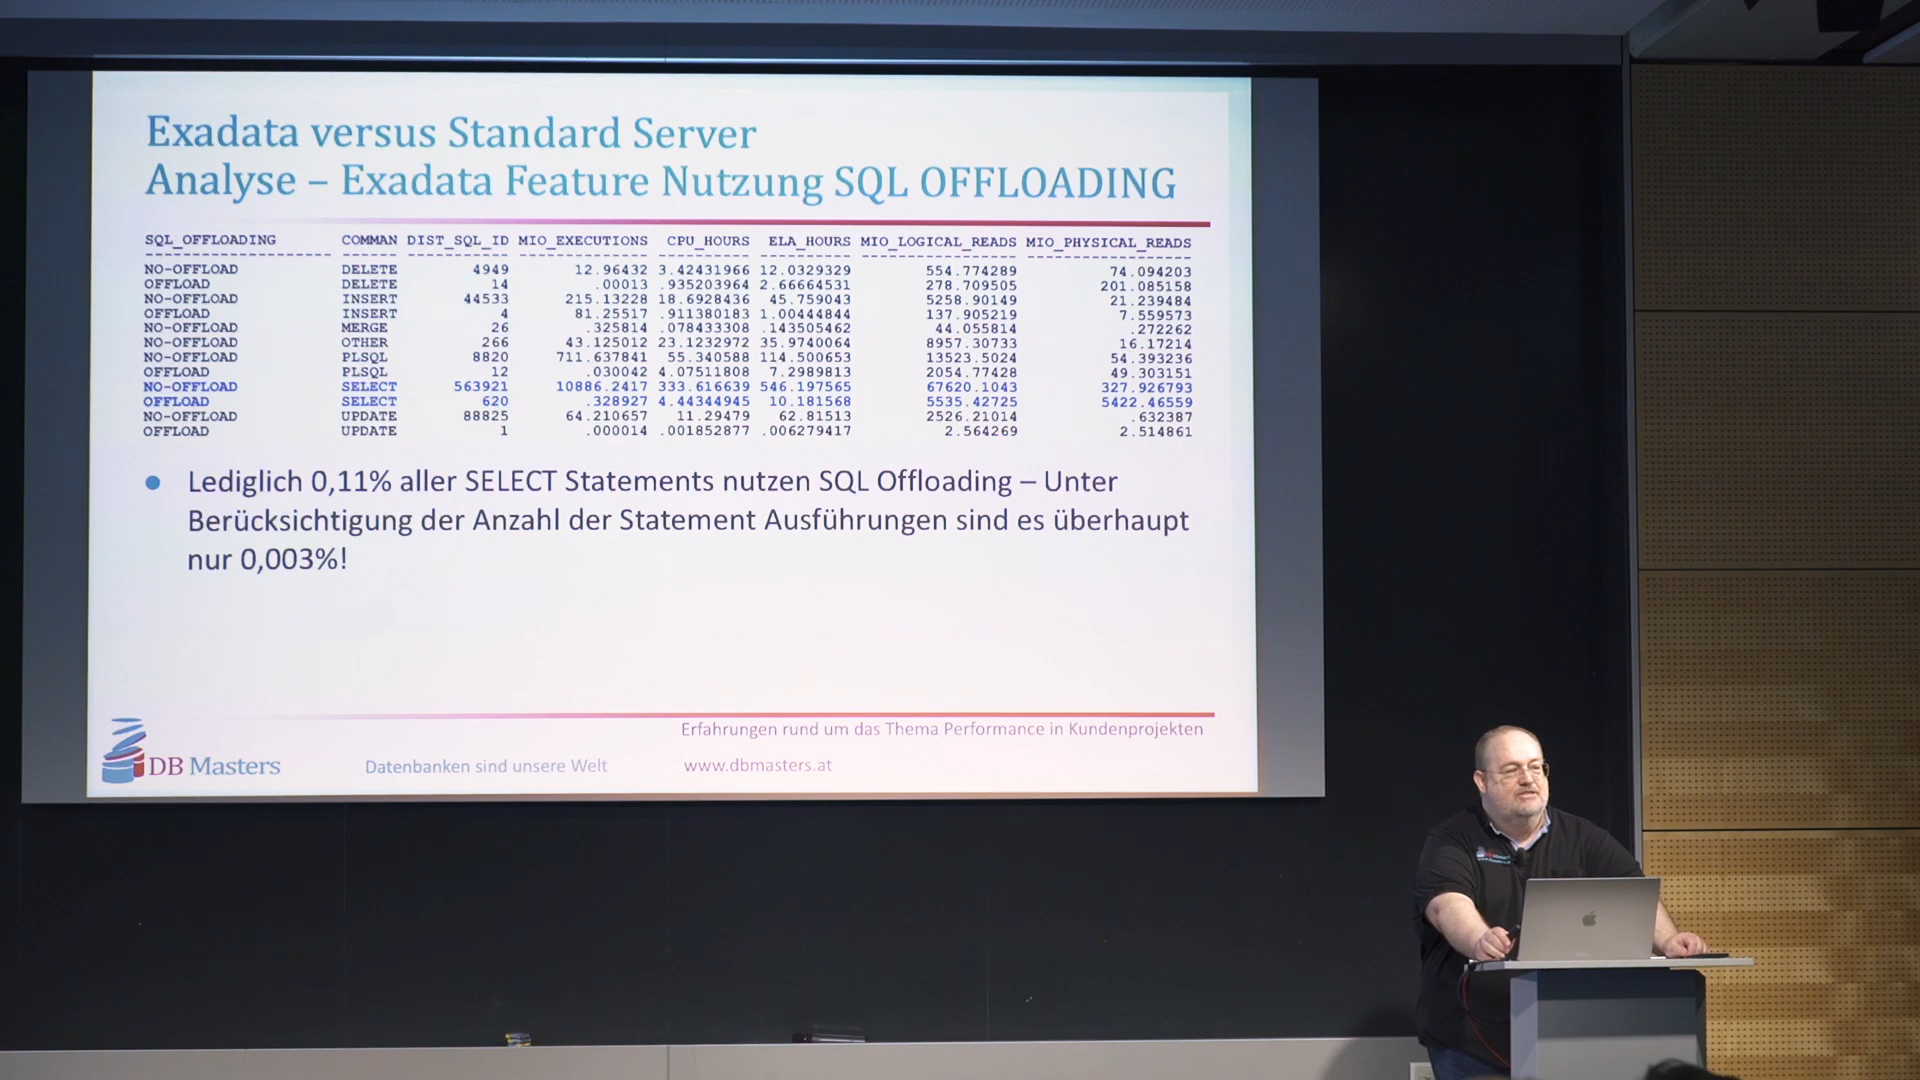 Exadata versus Standard Server
Analyse – Exadata Feature Nutzung SQL OFFLOADING
SQL_OFFLOADING COMMAN DIST_SQL_ID MIO_EXECUTIONS CPU_HOURS ELA_HOURS MIO_LOGICAL_READS MIO_PHYSICAL_READS
NO-OFFLOAD DELETE 4949 12.96432 3.42431966 12.0329329 554.774289 74.094203
OFFLOAD DELETE 14 .00013 .935203964 2.66664531 278.709505 201.085158
NO-OFFLOAD INSERT 44533 215.13228 18.6928436 45.759043 5258.90149 21.239484
OFFLOAD INSERT 4 81.25517 .911380183 1.00444844 137.905219 7.559573
NO-OFFLOAD MERGE 26 .325814 .078433308 .143505462 44.055814 .272262
NO-OFFLOAD OTHER 266 43.125012 23.1232972 35.9740064 8957.30733 16.17214
NO-OFFLOAD PLSQL 8820 711.637841 55.340588 114.500653 13523.5024 54.393236
OFFLOAD PLSQL 12 .030042 4.07511808 7.2989813 2054.77428 49.303151
NO-OFFLOAD SELECT 563921 10886.2417 333.616639 546.197565 67620.1043 327.926793
OFFLOAD SELECT 620 .328927 4.44344945 10.181568 5535.42725 5422.46559
NO-OFFLOAD UPDATE 88825 64.210657 11.29479 62.81513 2526.21014 .632387
OFFLOAD UPDATE 1 .000014 .001852877 .006279417 2.564269 2.514861
● Lediglich 0,11% aller SELECT Statements nutzen SQL Offloading – Unter
Berücksichtigung der Anzahl der Statement Ausführungen sind es überhaupt
nur 0,003%!
Erfahrungen rund um das Thema Performance in Kundenprojekten
DB Masters Datenbanken sind unsere Welt www.dbmasters.at